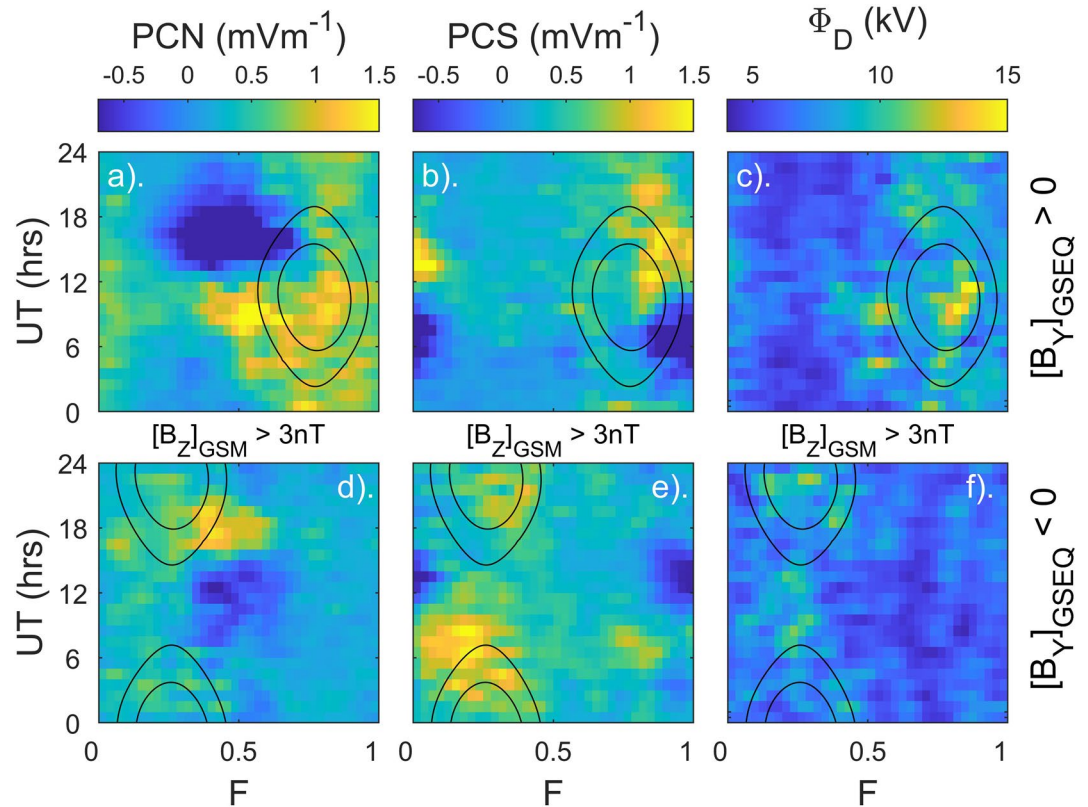 PCN (mVm⁻¹) PCS (mVm⁻¹) Φ_D (kV)
-0.5 0 0.5 1 1.5 -0.5 0 0.5 1 1.5 5 10 15
24 a). b). c).
18
12
6
0
UT (hrs)
[B_Y]_GSEQ > 0
[B_Z]_GSM > 3nT [B_Z]_GSM > 3nT [B_Z]_GSM > 3nT
24 d). e). f).
18
12
6
0
UT (hrs)
[B_Y]_GSEQ < 0
0 0.5 1 0 0.5 1 0 0.5 1
F F F